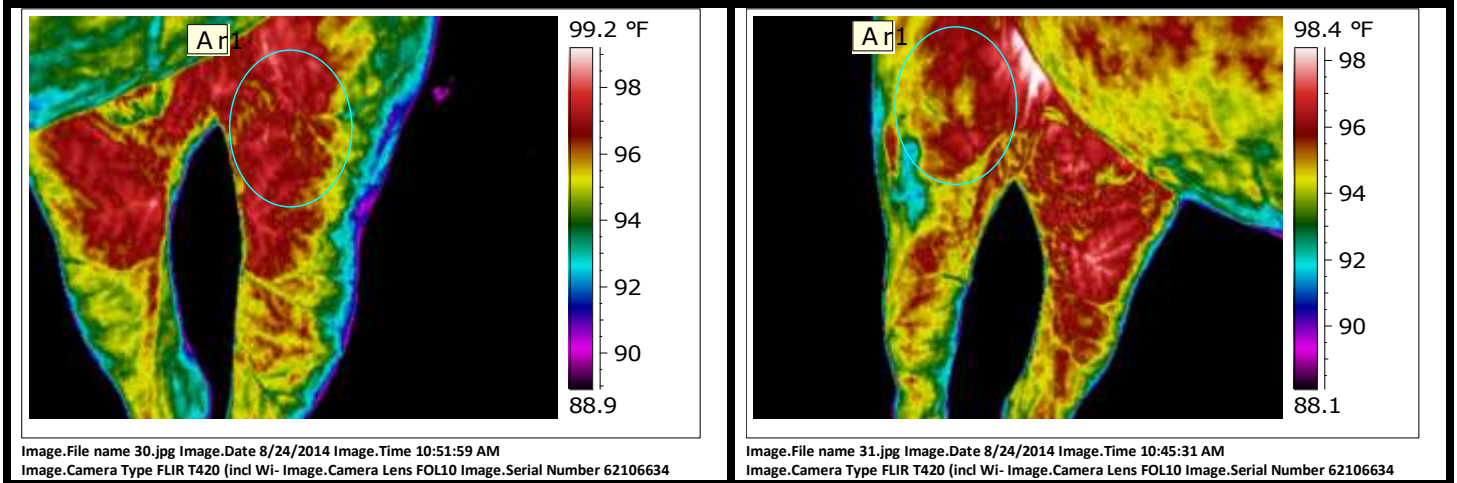 Ar1
99.2 °F
98
96
94
92
90
88.9
Image.File name 30.jpg Image.Date 8/24/2014 Image.Time 10:51:59 AM
Image.Camera Type FLIR T420 (incl Wi- Image.Camera Lens FOL10 Image.Serial Number 62106634
Ar1
98.4 °F
98
96
94
92
90
88.1
Image.File name 31.jpg Image.Date 8/24/2014 Image.Time 10:45:31 AM
Image.Camera Type FLIR T420 (incl Wi- Image.Camera Lens FOL10 Image.Serial Number 62106634